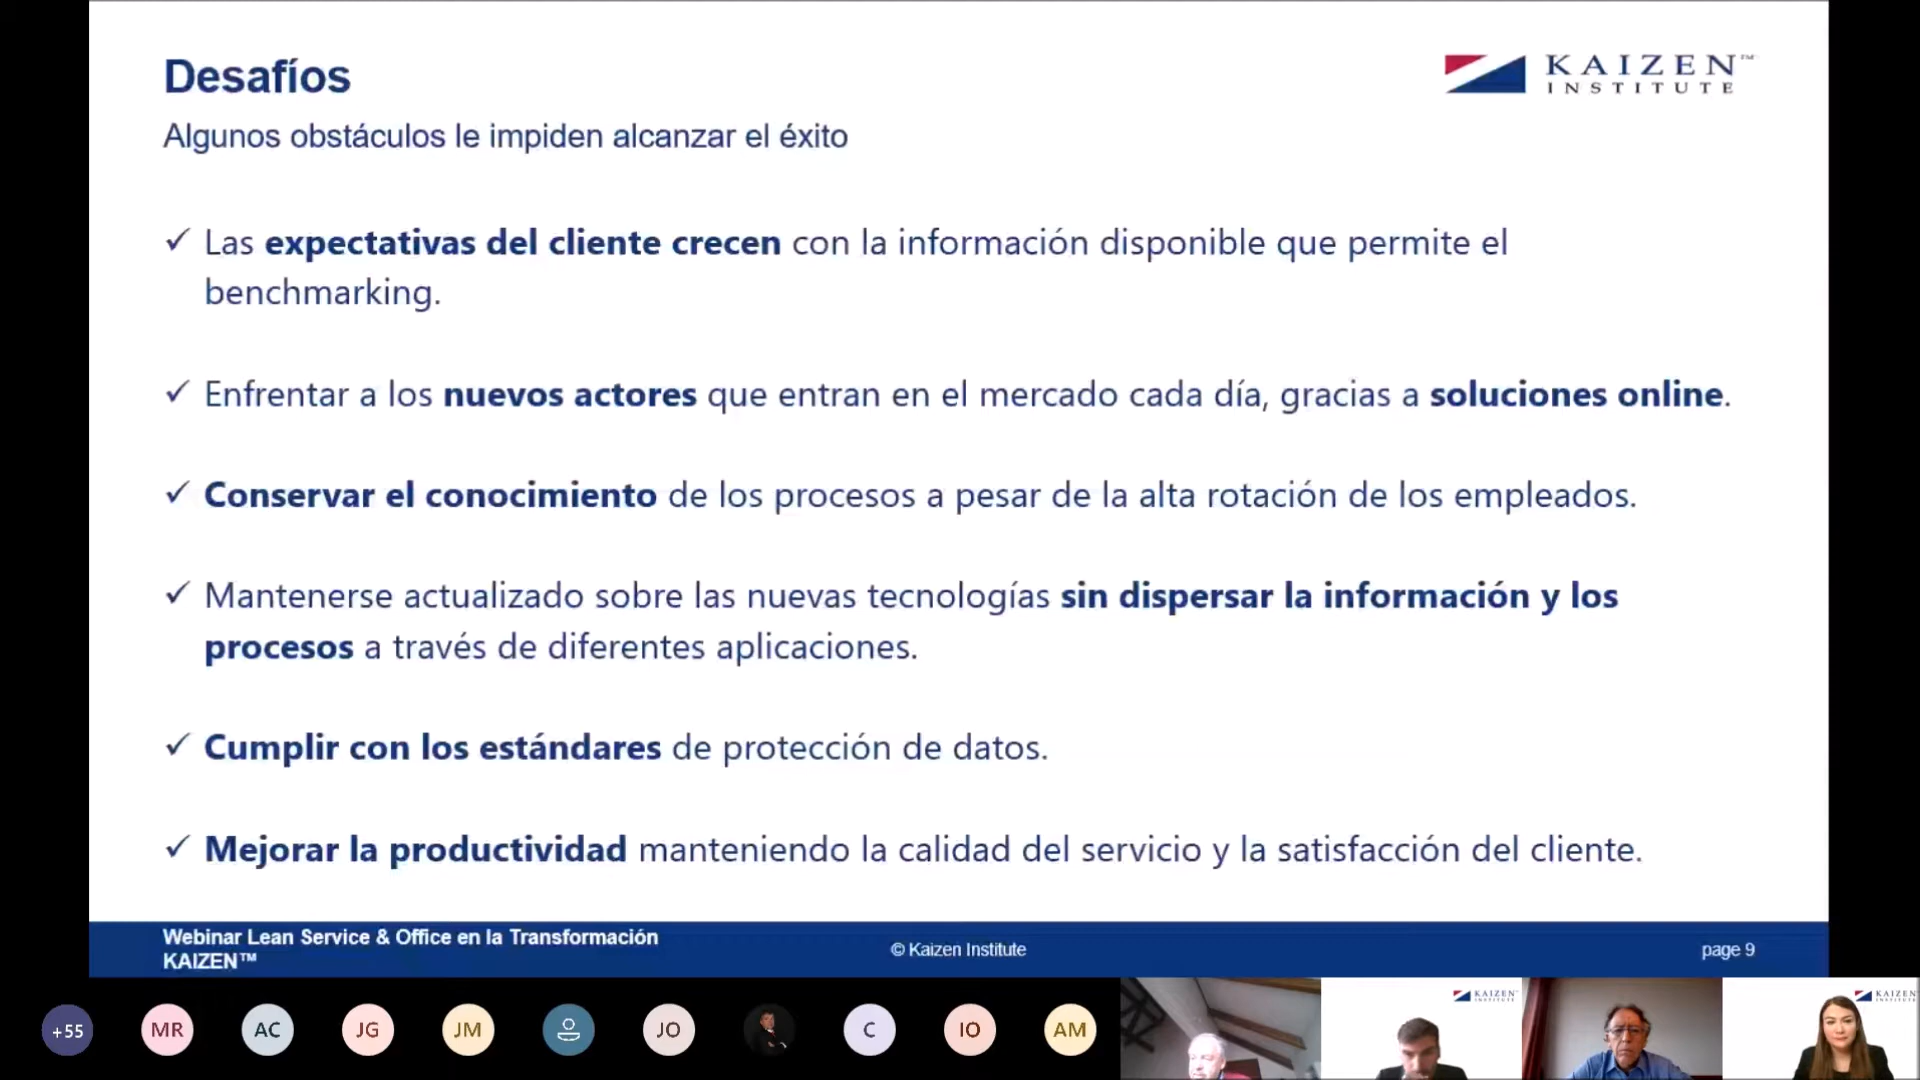 Desafíos
KAIZEN™
INSTITUTE
Algunos obstáculos le impiden alcanzar el éxito
✓ Las expectativas del cliente crecen con la información disponible que permite el
benchmarking.
✓ Enfrentar a los nuevos actores que entran en el mercado cada día, gracias a soluciones online.
✓ Conservar el conocimiento de los procesos a pesar de la alta rotación de los empleados.
✓ Mantenerse actualizado sobre las nuevas tecnologías sin dispersar la información y los
procesos a través de diferentes aplicaciones.
✓ Cumplir con los estándares de protección de datos.
✓ Mejorar la productividad manteniendo la calidad del servicio y la satisfacción del cliente.
Webinar Lean Service & Office en la Transformación
KAIZEN™
© Kaizen Institute
page 9
+55
MR
AC
JG
JM
JO
C
IO
AM
KAIZEN
INSTITUTE
KAIZEN
INSTITUTE